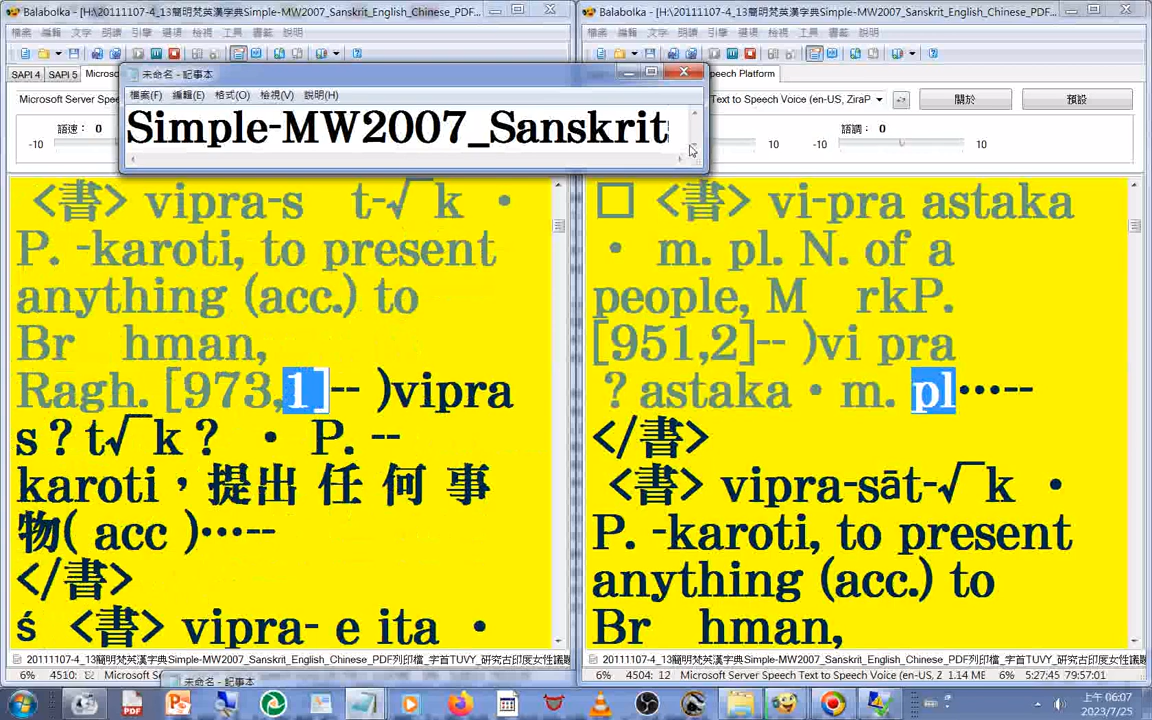 Balabolka - [H:\20111107-4_13簡明梵英漢字典Simple-MW2007_Sanskrit_English_Chinese_PDF...
Balabolka - [H:\20111107-4_13簡明梵英漢字典Simple-MW2007_Sanskrit_English_Chinese_PDF...
SAPI 4 SAPI 5 Microso
未命名 - 記事本
檔案(F) 編輯(E) 格式(O) 檢視(V) 說明(H)
Simple-MW2007_Sanskrit
peech Platform
Microsoft Server Speec
Text to Speech Voice (en-US, ZiraP
關於
預設
語速: 0
-10
語調: 0
10 -10 10
<書> vipra-s t-√k •
P. -karoti, to present
anything (acc.) to
Br hman,
Ragh. [973,1]-- )vipra
s ? t√k ? • P. --
karoti,提出 任 何 事
物( acc )…--
</書>
ś <書> vipra- e ita •
□ <書> vi-pra astaka
• m. pl. N. of a
people, M rkP.
[951,2]-- )vi pra
? astaka • m. pl…--
</書>
<書> vipra-sāt-√k •
P. -karoti, to present
anything (acc.) to
Br hman,
20111107-4_13簡明梵英漢字典Simple-MW2007_Sanskrit_English_Chinese_PDF列印檔_字首TUVY_研究古印度女性議題
20111107-4_13簡明梵英漢字典Simple-MW2007_Sanskrit_English_Chinese_PDF列印檔_字首TUVY_研究古印度女性議題
6% 4510: Microsoft S
未命名 - 記事本
6% 4504: 12 Microsoft Server Speech Text to Speech Voice (en-US, Z 1.14 ME 6% 5:27:45 79:57:01
上午 06:07
2023/7/25